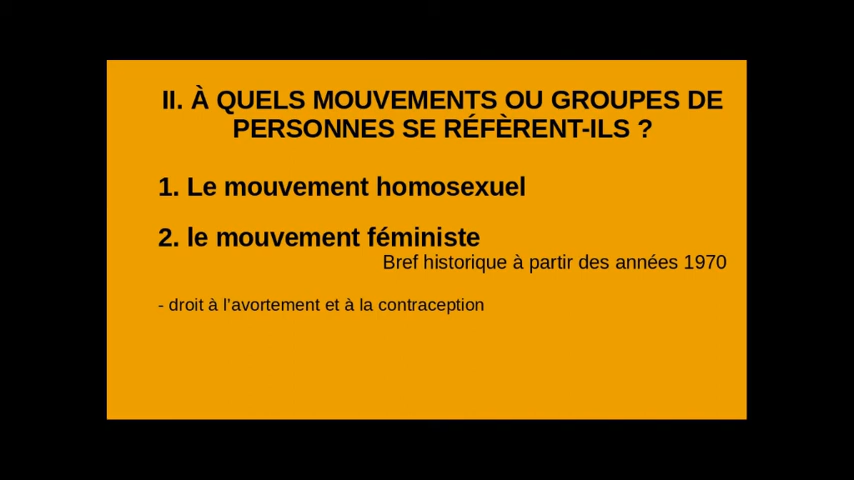 II. À QUELS MOUVEMENTS OU GROUPES DE
PERSONNES SE RÉFÈRENT-ILS ?
1. Le mouvement homosexuel
2. le mouvement féministe
Bref historique à partir des années 1970
- droit à l'avortement et à la contraception